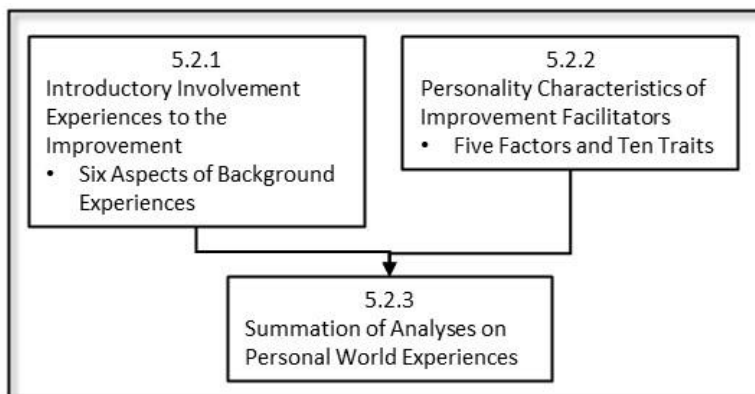 5.2.1
Introductory Involvement
Experiences to the
Improvement
• Six Aspects of Background
Experiences
5.2.2
Personality Characteristics of
Improvement Facilitators
• Five Factors and Ten Traits
5.2.3
Summation of Analyses on
Personal World Experiences